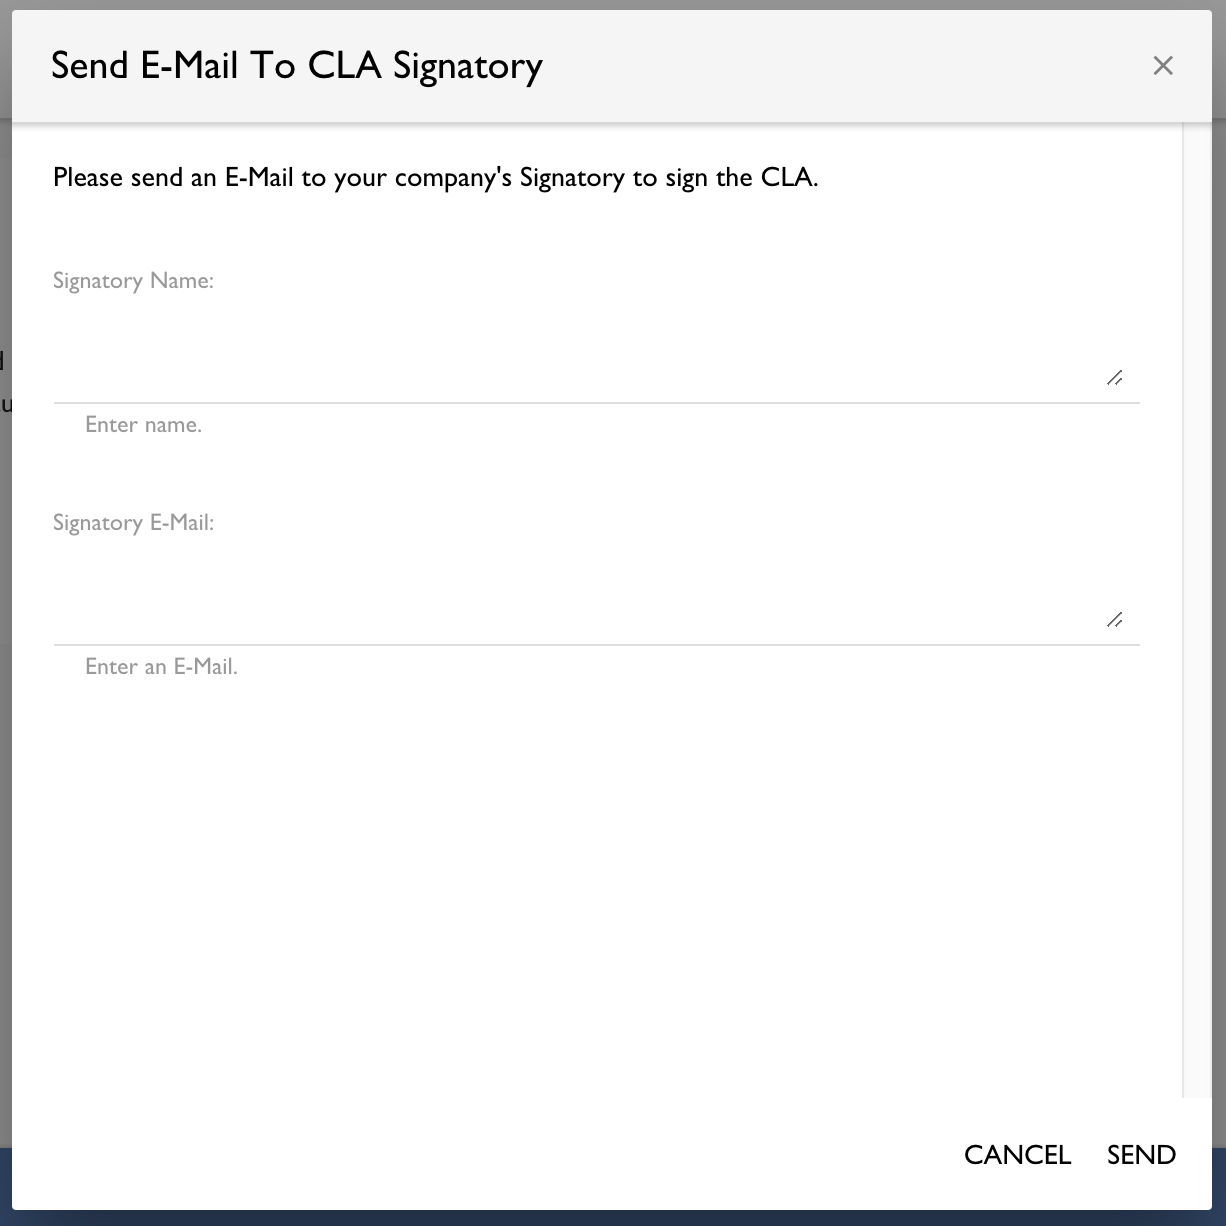 Send E-Mail To CLA Signatory
Please send an E-Mail to your company's Signatory to sign the CLA.
Signatory Name:
Enter name.
Signatory E-Mail:
Enter an E-Mail.
CANCEL SEND